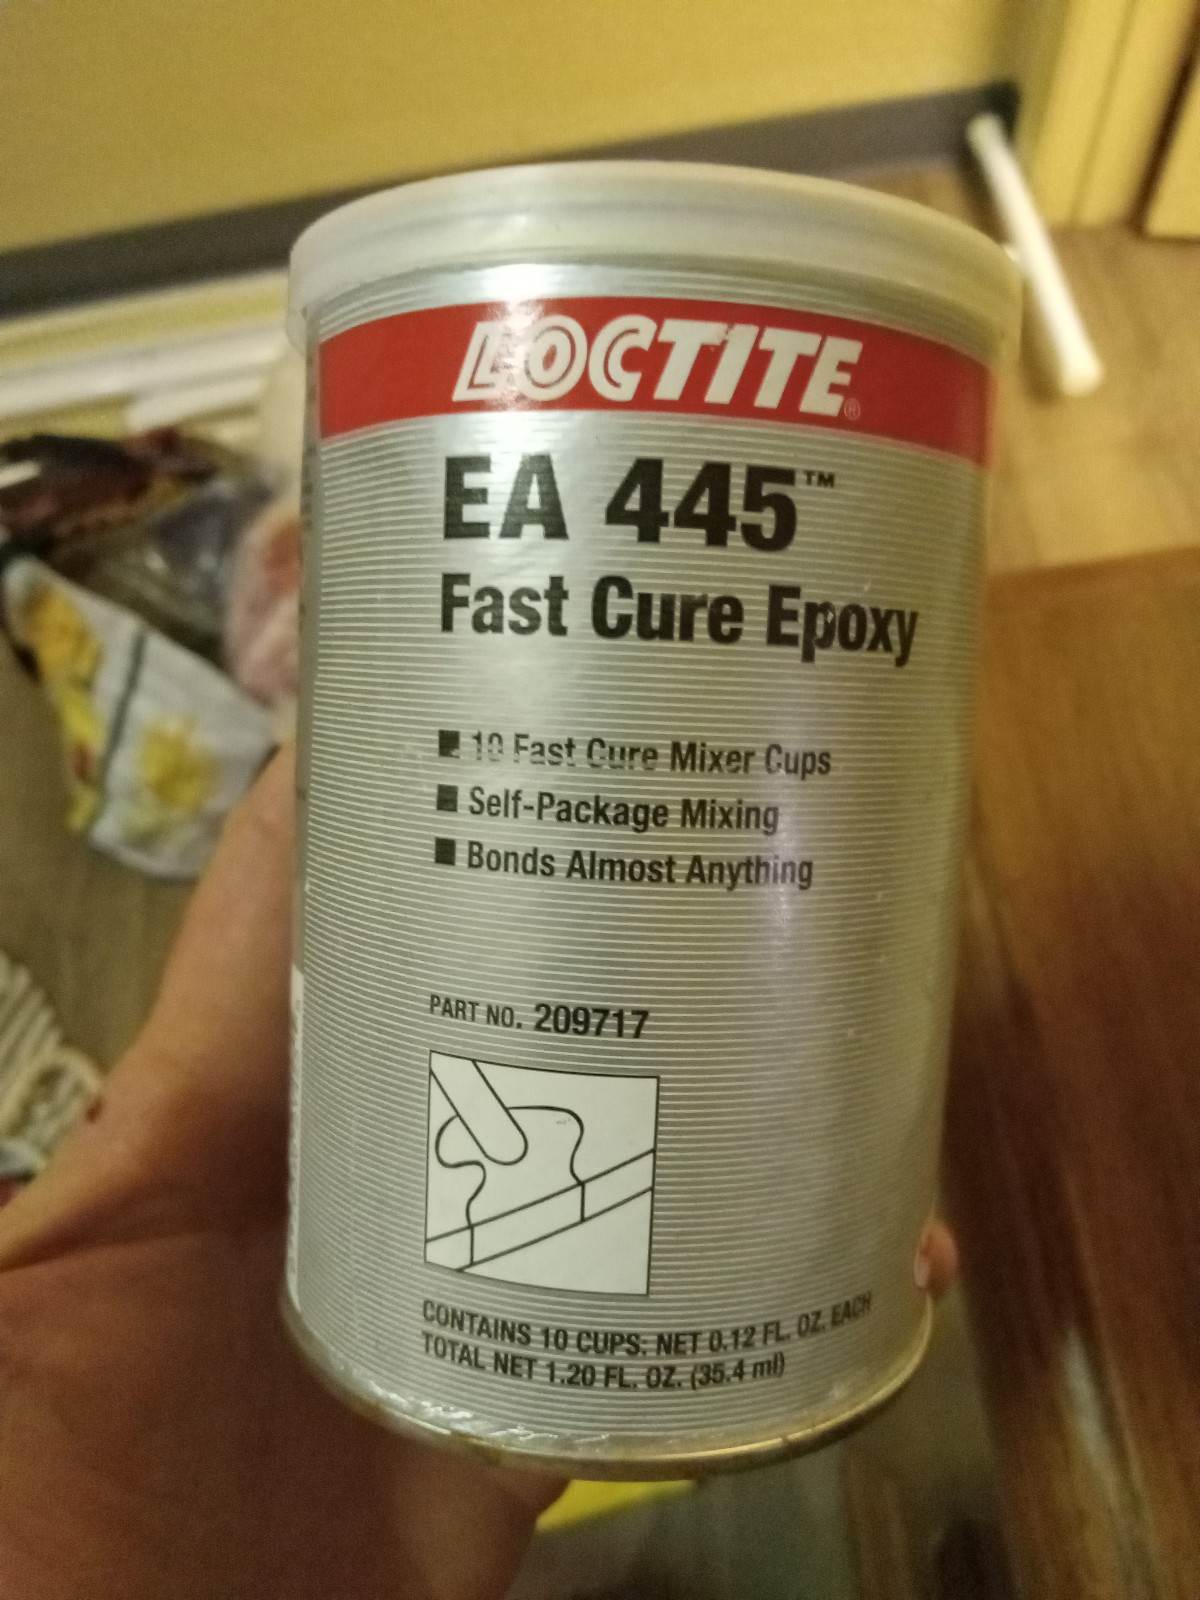 LOCTITE®
EA 445™
Fast Cure Epoxy
■ 10 Fast Cure Mixer Cups
■ Self-Package Mixing
■ Bonds Almost Anything
PART NO. 209717
CONTAINS 10 CUPS: NET 0.12 FL. OZ. EACH
TOTAL NET 1.20 FL. OZ. (35.4 ml)